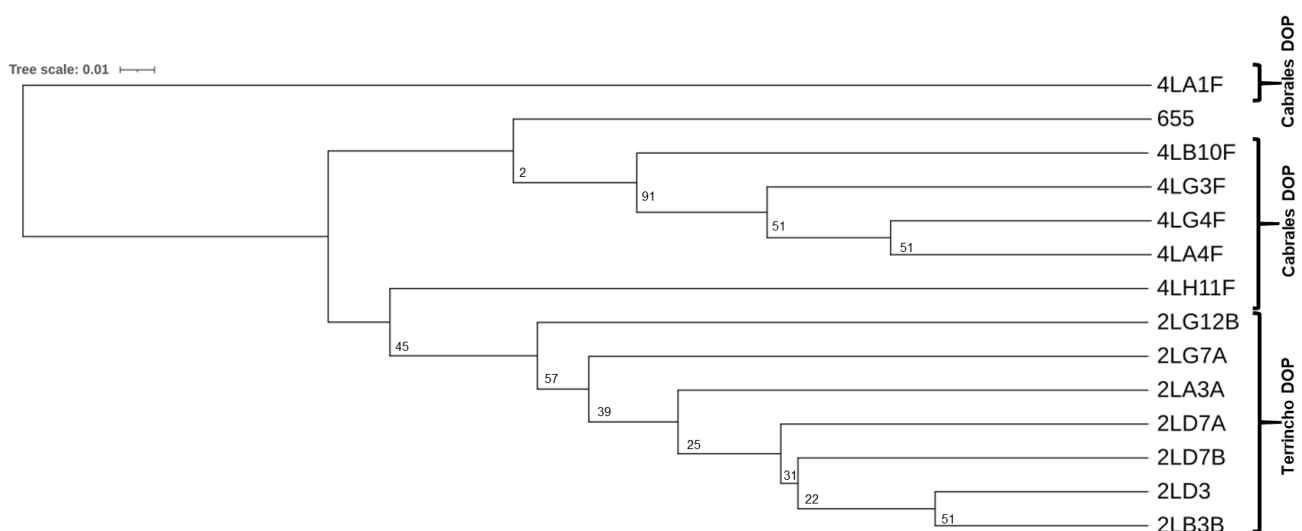 Tree scale: 0.01
4LA1F
Cabrales DOP
655
2
4LB10F
91
4LG3F
51
4LG4F
51
4LA4F
Cabrales DOP
4LH11F
45
2LG12B
57
2LG7A
39
2LA3A
25
2LD7A
31
2LD7B
22
2LD3
51
2LB3B
Terrincho DOP